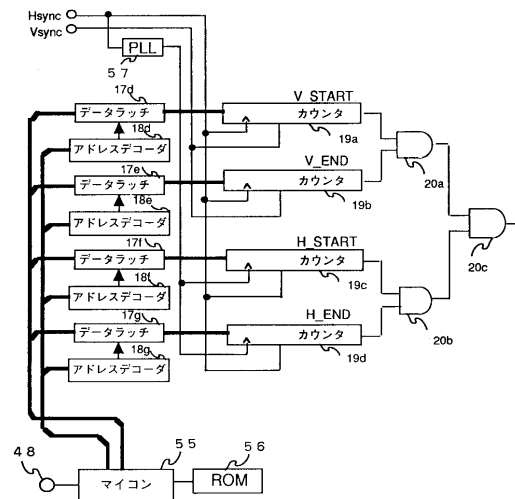 Hsync
Vsync
PLL
57
17d
データラッチ
V_START
カウンタ
19a
18d
アドレスデコーダ
20a
17e
データラッチ
V_END
カウンタ
19b
18e
アドレスデコーダ
20c
17f
データラッチ
H_START
カウンタ
19c
18f
アドレスデコーダ
20b
17g
データラッチ
H_END
カウンタ
19d
18g
アドレスデコーダ
48
マイコン
55
ROM
56